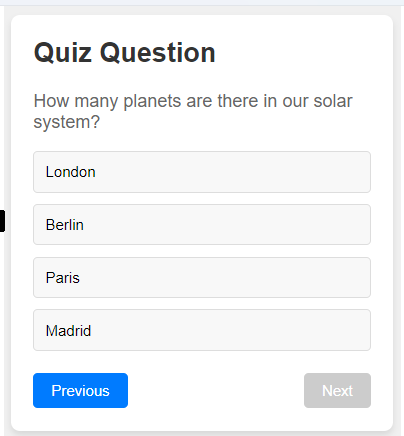 Quiz Question
How many planets are there in our solar
system?
London
Berlin
Paris
Madrid
Previous
Next